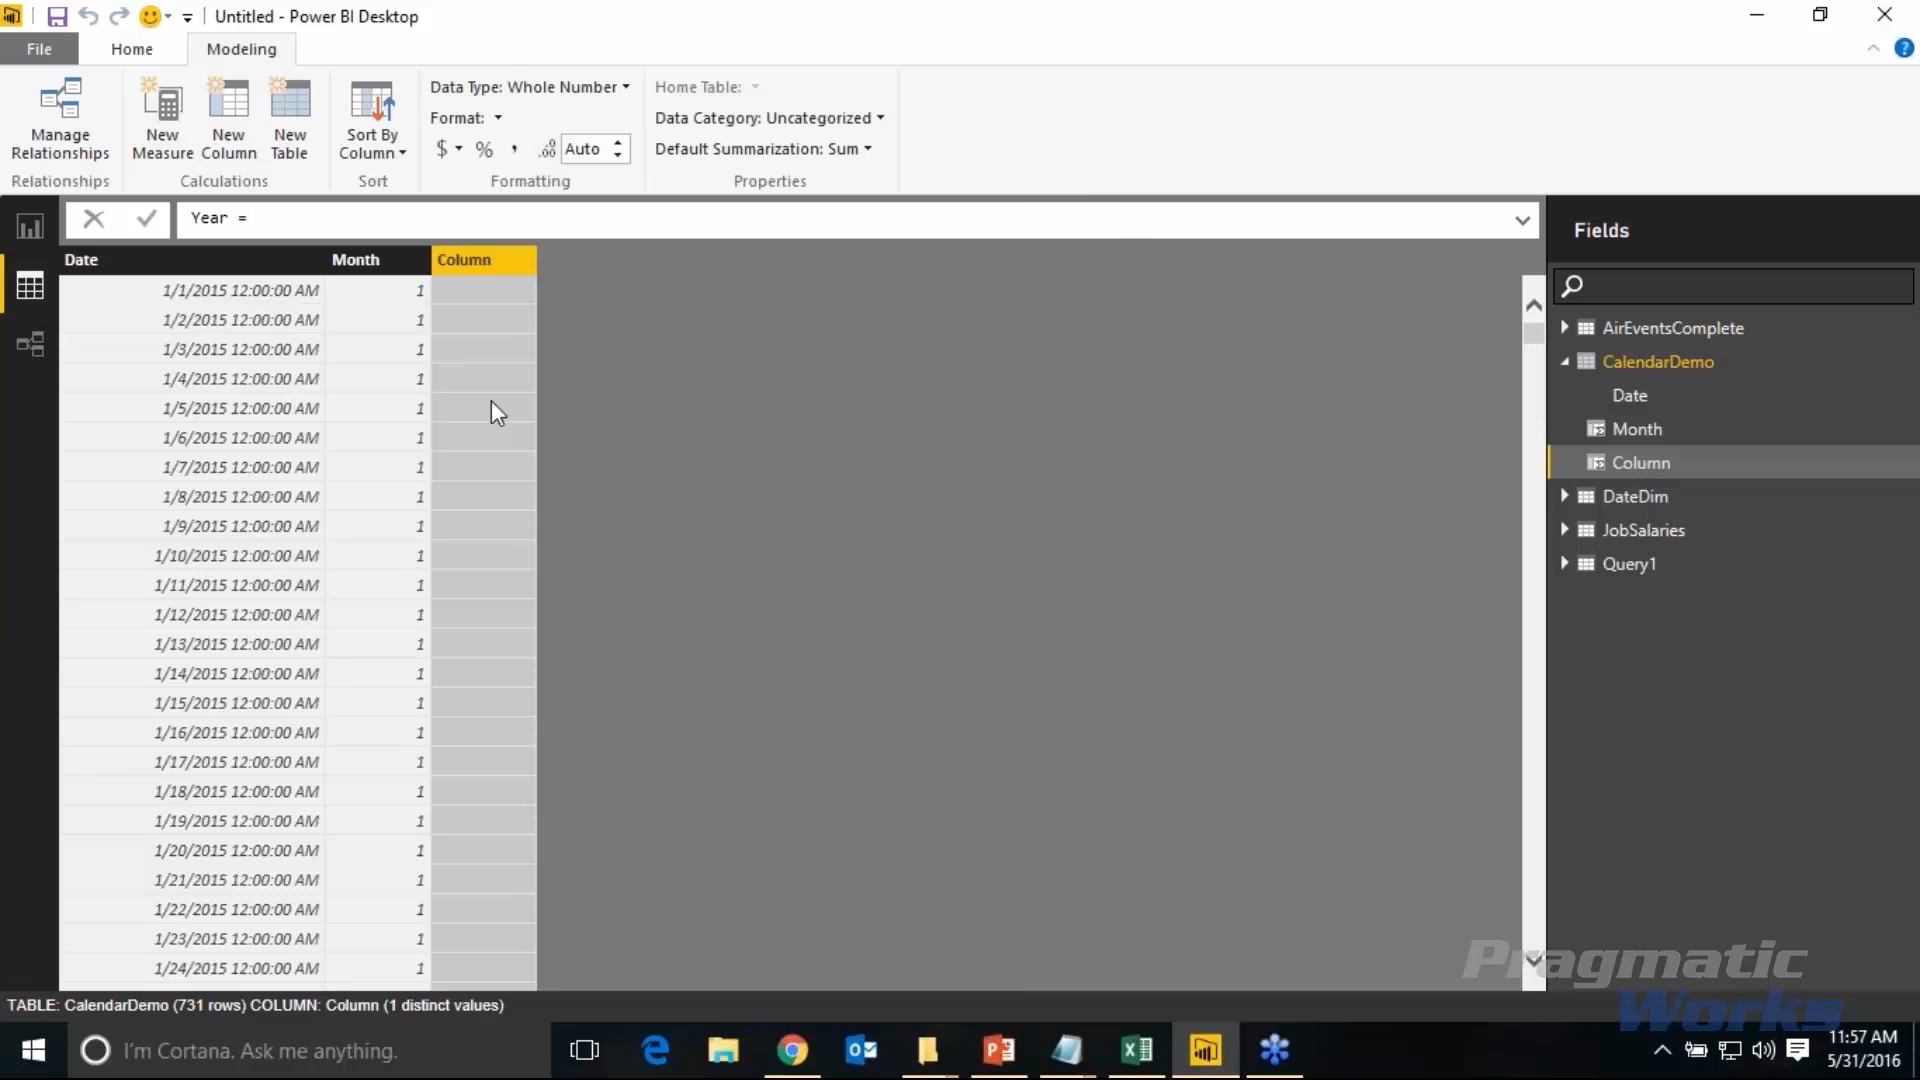 Untitled - Power BI Desktop
File
Home
Modeling
Manage
Relationships
New
Measure
New
Column
New
Table
Sort By
Column
Data Type: Whole Number
Format:
$ % , .00 Auto
Home Table:
Data Category: Uncategorized
Default Summarization: Sum
Relationships
Calculations
Sort
Formatting
Properties
Year =
Date Month Column
1/1/2015 12:00:00 AM 1
1/2/2015 12:00:00 AM 1
1/3/2015 12:00:00 AM 1
1/4/2015 12:00:00 AM 1
1/5/2015 12:00:00 AM 1
1/6/2015 12:00:00 AM 1
1/7/2015 12:00:00 AM 1
1/8/2015 12:00:00 AM 1
1/9/2015 12:00:00 AM 1
1/10/2015 12:00:00 AM 1
1/11/2015 12:00:00 AM 1
1/12/2015 12:00:00 AM 1
1/13/2015 12:00:00 AM 1
1/14/2015 12:00:00 AM 1
1/15/2015 12:00:00 AM 1
1/16/2015 12:00:00 AM 1
1/17/2015 12:00:00 AM 1
1/18/2015 12:00:00 AM 1
1/19/2015 12:00:00 AM 1
1/20/2015 12:00:00 AM 1
1/21/2015 12:00:00 AM 1
1/22/2015 12:00:00 AM 1
1/23/2015 12:00:00 AM 1
1/24/2015 12:00:00 AM 1
Fields
AirEventsComplete
CalendarDemo
Date
Month
Column
DateDim
JobSalaries
Query1
Pragmatic
Works
TABLE: CalendarDemo (731 rows) COLUMN: Column (1 distinct values)
I'm Cortana. Ask me anything.
11:57 AM
5/31/2016